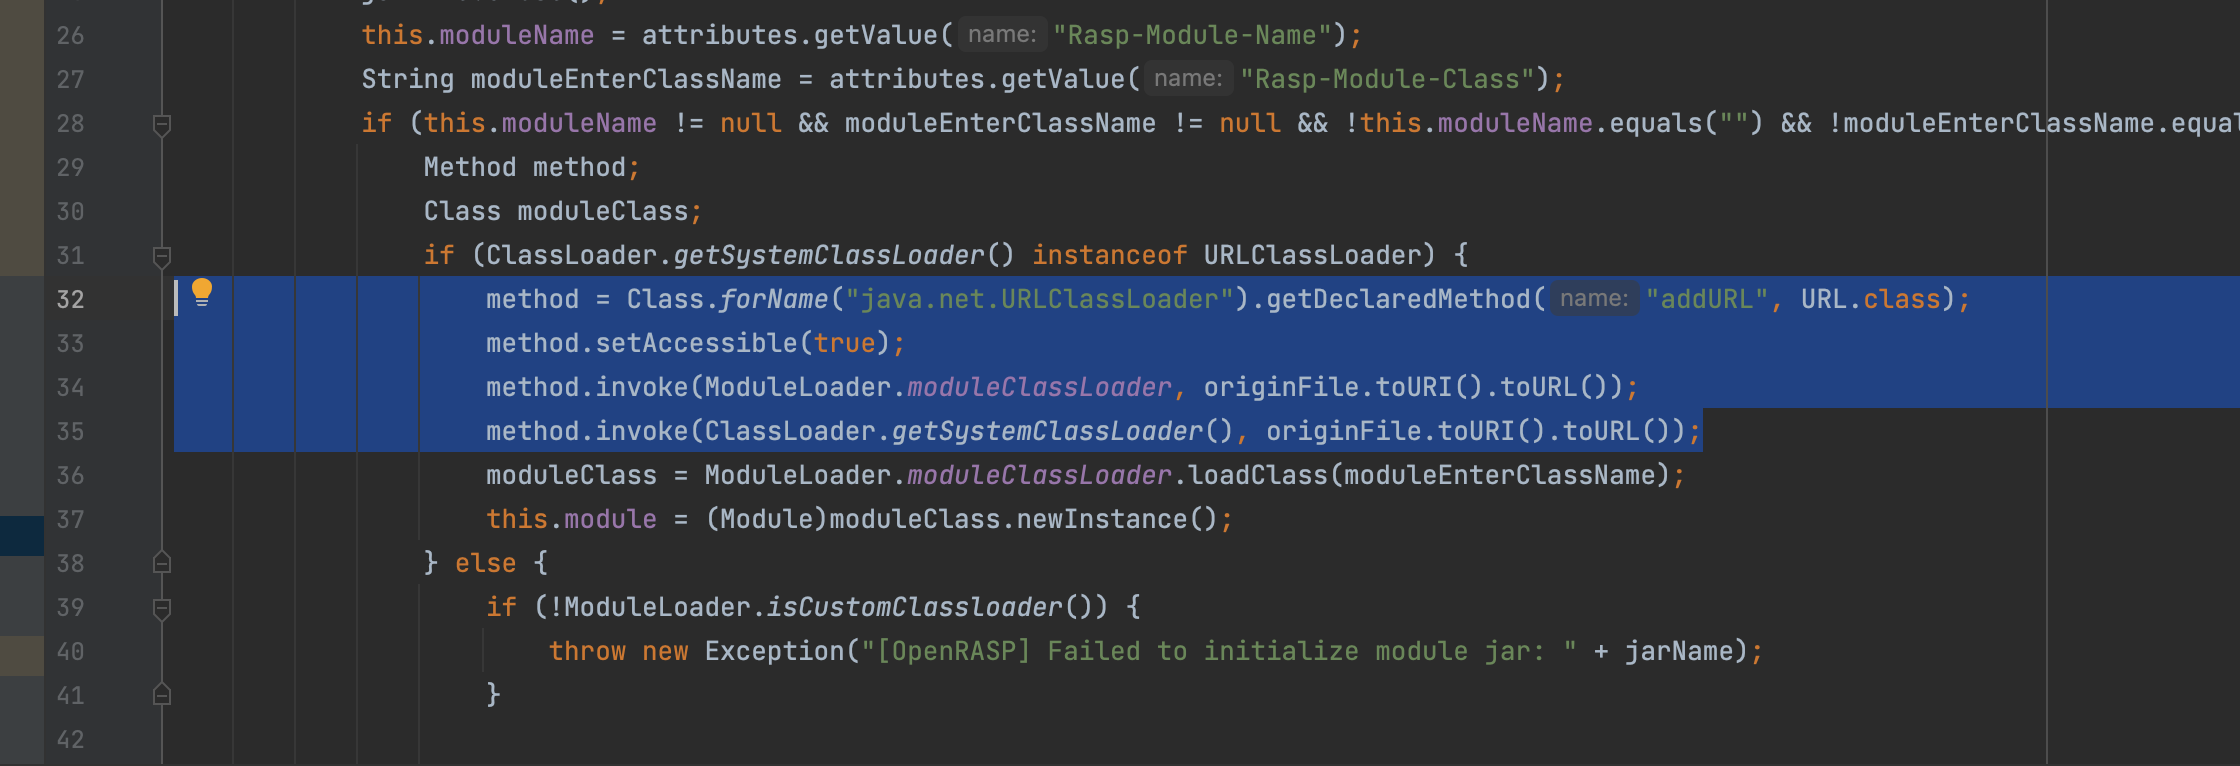 26 this.moduleName = attributes.getValue( name: "Rasp-Module-Name");
27 String moduleEnterClassName = attributes.getValue( name: "Rasp-Module-Class");
28 if (this.moduleName != null && moduleEnterClassName != null && !this.moduleName.equals("") && !moduleEnterClassName.equal
29 Method method;
30 Class moduleClass;
31 if (ClassLoader.getSystemClassLoader() instanceof URLClassLoader) {
32 method = Class.forName("java.net.URLClassLoader").getDeclaredMethod( name: "addURL", URL.class);
33 method.setAccessible(true);
34 method.invoke(ModuleLoader.moduleClassLoader, originFile.toURI().toURL());
35 method.invoke(ClassLoader.getSystemClassLoader(), originFile.toURI().toURL());
36 moduleClass = ModuleLoader.moduleClassLoader.loadClass(moduleEnterClassName);
37 this.module = (Module)moduleClass.newInstance();
38 } else {
39 if (!ModuleLoader.isCustomClassloader()) {
40 throw new Exception("[OpenRASP] Failed to initialize module jar: " + jarName);
41 }
42